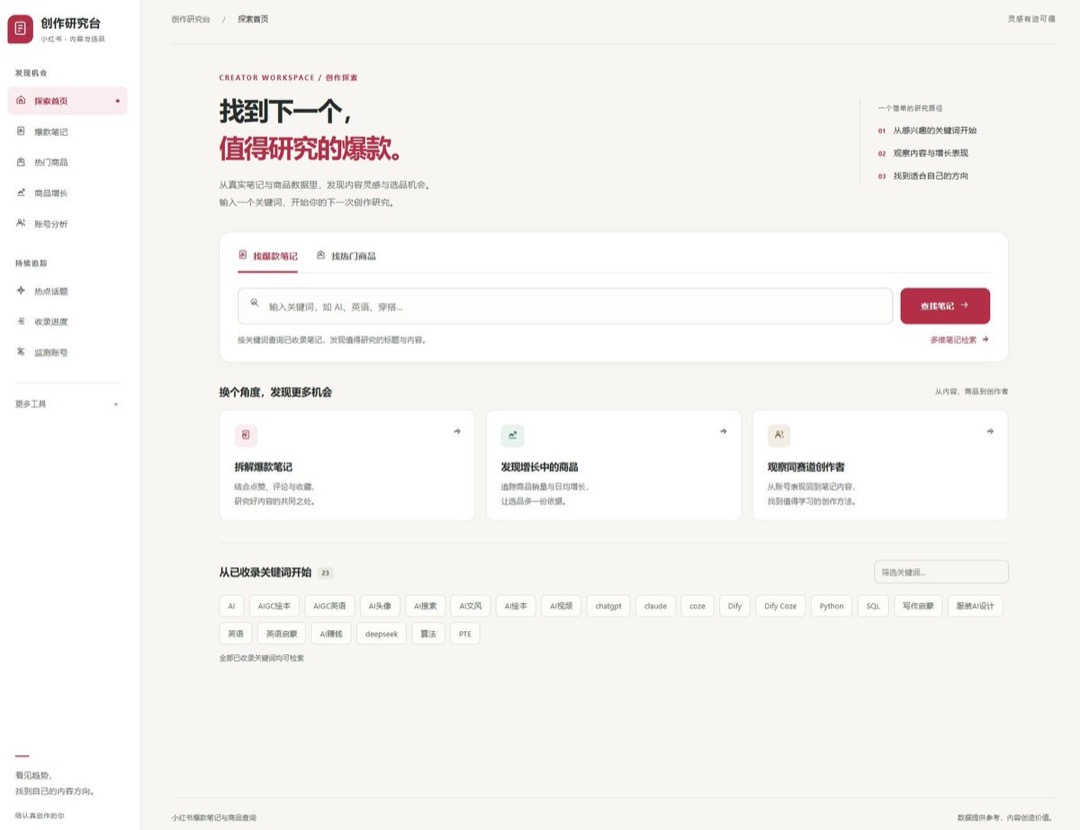 创作研究台
小红书 · 内容与选品
发现机会
探索首页
爆款笔记
热门商品
商品增长
账号分析
持续追踪
热点话题
收录进度
监测账号
更多工具
+
看见趋势，
找到自己的内容方向。
给认真创作的你
创作研究台 / 探索首页
灵感有迹可循
CREATOR WORKSPACE / 创作探索
找到下一个，
值得研究的爆款。
从真实笔记与商品数据里，发现内容灵感与选品机会。
输入一个关键词，开始你的下一次创作研究。
一个简单的研究路径
01 从感兴趣的关键词开始
02 观察内容与增长表现
03 找到适合自己的方向
找爆款笔记
找热门商品
输入关键词，如 AI、英语、穿搭...
查找笔记 →
按关键词查询已收录笔记，发现值得研究的标题与内容。
多维笔记检索 →
换个角度，发现更多机会
从内容、商品到创作者
拆解爆款笔记
结合点赞、评论与收藏，
研究好内容的共同之处。
发现增长中的商品
追踪商品销量与日均增长，
让选品多一份依据。
观察同赛道创作者
从账号表现回到笔记内容，
找到值得学习的创作方法。
从已收录关键词开始 23
筛选关键词...
AI AIGC绘本 AIGC英语 AI头像 AI搜索 AI文风 AI绘本 AI视频 chatgpt claude coze Dify Dify Coze Python SQL 写作启蒙 服装AI设计
英语 英语启蒙 AI赚钱 deepseek 算法 PTE
全部已收录关键词均可检索
小红书爆款笔记与商品查询
数据提供参考，内容创造价值。